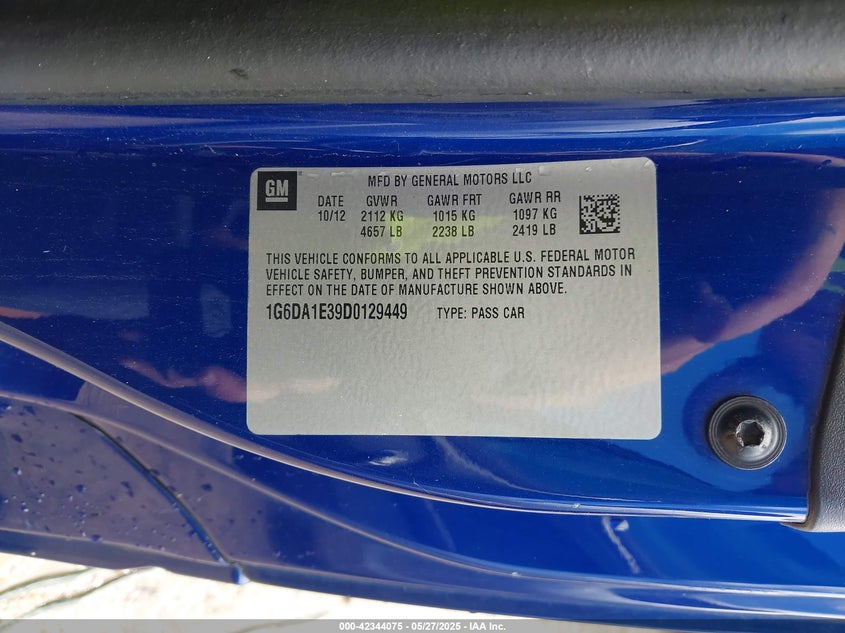 GM
MFD BY GENERAL MOTORS LLC
DATE GVWR GAWR FRT GAWR RR
10/12 2112 KG 1015 KG 1097 KG
4657 LB 2238 LB 2419 LB
THIS VEHICLE CONFORMS TO ALL APPLICABLE U.S. FEDERAL MOTOR
VEHICLE SAFETY, BUMPER, AND THEFT PREVENTION STANDARDS IN
EFFECT ON THE DATE OF MANUFACTURE SHOWN ABOVE.
1G6DA1E39D0129449 TYPE: PASS CAR
000-42344075 — 05/27/2025 — IAA Inc.